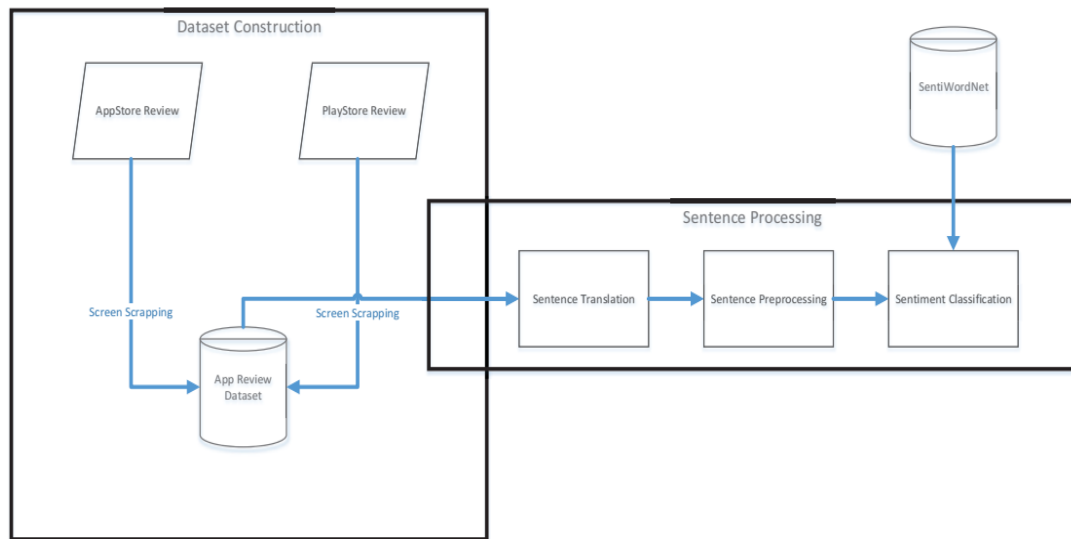 Dataset Construction
AppStore Review
PlayStore Review
SentiWordNet
Screen Scrapping
Screen Scrapping
App Review
Dataset
Sentence Processing
Sentence Translation
Sentence Preprocessing
Sentiment Classification